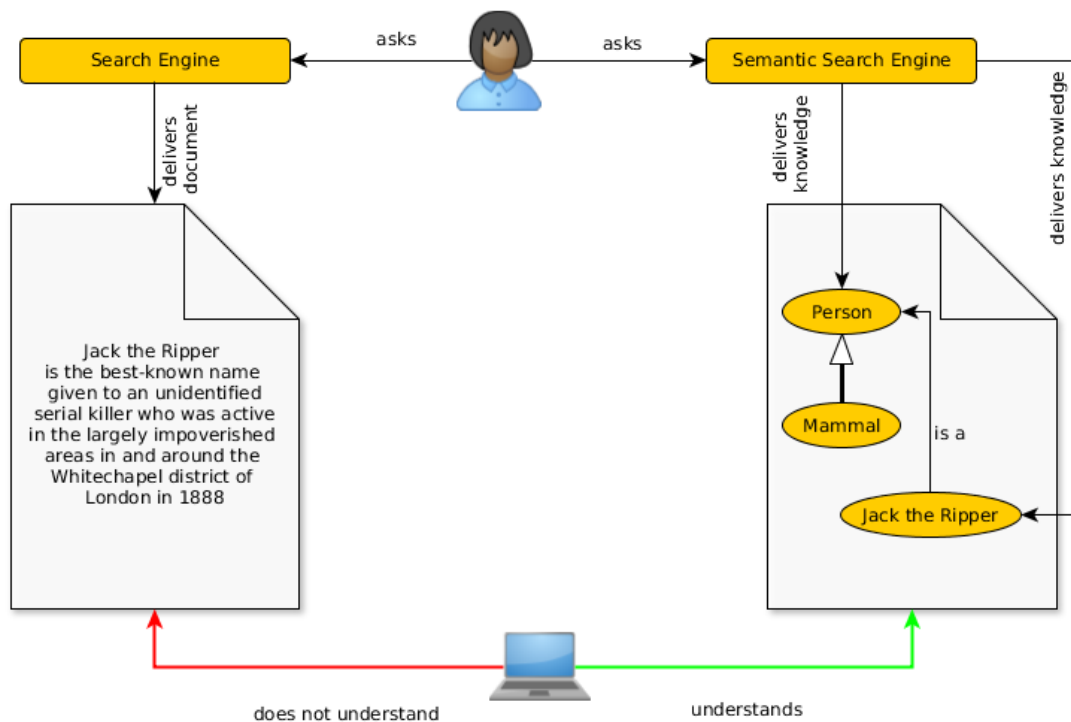 asks
asks
Search Engine
Semantic Search Engine
delivers
document
delivers
knowledge
delivers knowledge
Jack the Ripper
is the best-known name
given to an unidentified
serial killer who was active
in the largely impoverished
areas in and around the
Whitechapel district of
London in 1888
Person
Mammal
is a
Jack the Ripper
does not understand
understands